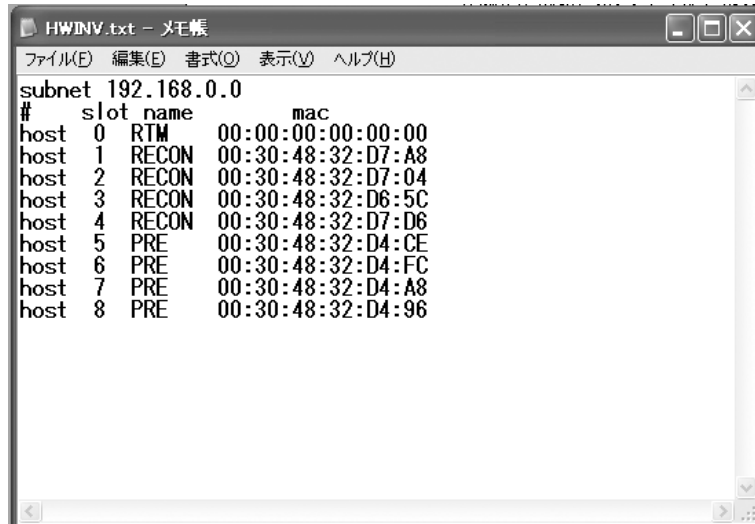 HWINV.txt - メモ帳
ファイル(F) 編集(E) 書式(O) 表示(V) ヘルプ(H)
subnet 192.168.0.0
# slot name mac
host 0 RTM 00:00:00:00:00:00
host 1 RECON 00:30:48:32:D7:A8
host 2 RECON 00:30:48:32:D7:04
host 3 RECON 00:30:48:32:D6:5C
host 4 RECON 00:30:48:32:D7:D6
host 5 PRE 00:30:48:32:D4:CE
host 6 PRE 00:30:48:32:D4:FC
host 7 PRE 00:30:48:32:D4:A8
host 8 PRE 00:30:48:32:D4:96